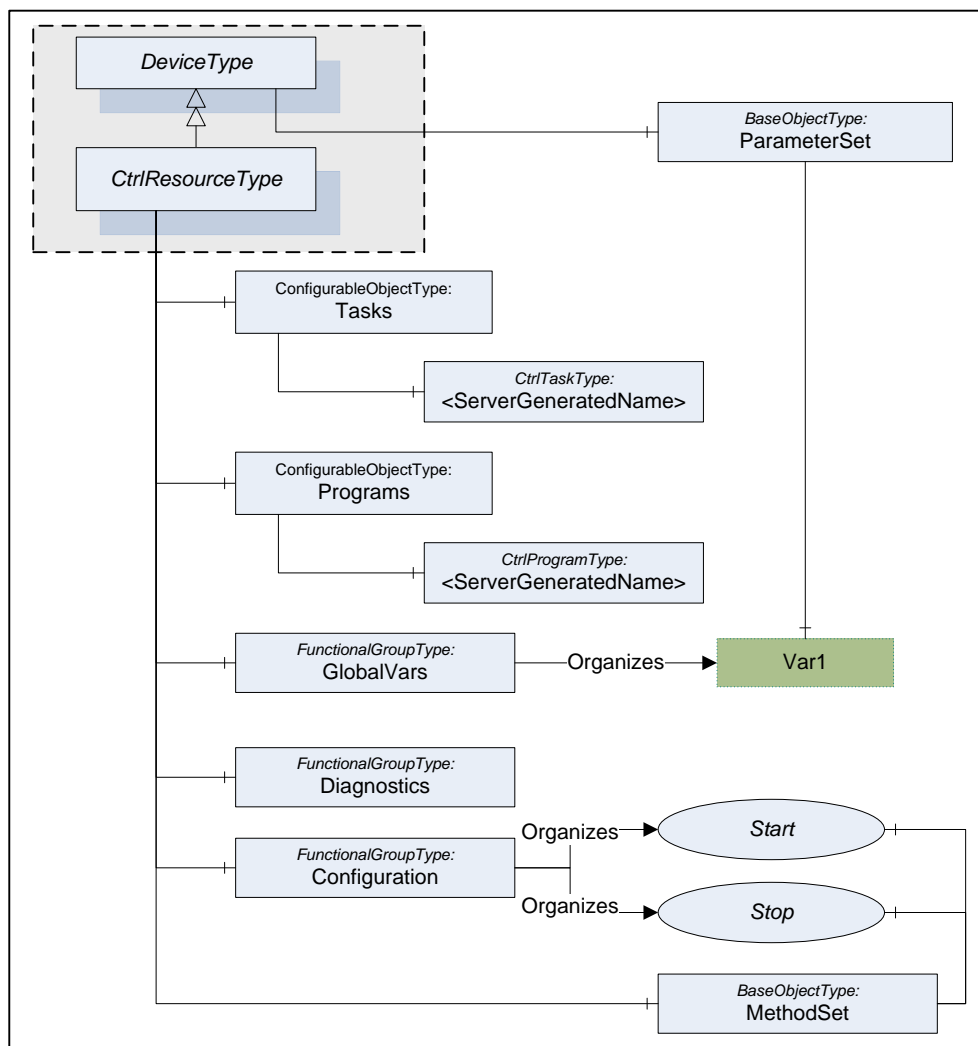 DeviceType
BaseObjectType:
ParameterSet
CtrlResourceType
ConfigurableObjectType:
Tasks
CtrlTaskType:
<ServerGeneratedName>
ConfigurableObjectType:
Programs
CtrlProgramType:
<ServerGeneratedName>
FunctionalGroupType:
GlobalVars
Organizes
Var1
FunctionalGroupType:
Diagnostics
Organizes
Start
FunctionalGroupType:
Configuration
Organizes
Stop
BaseObjectType:
MethodSet